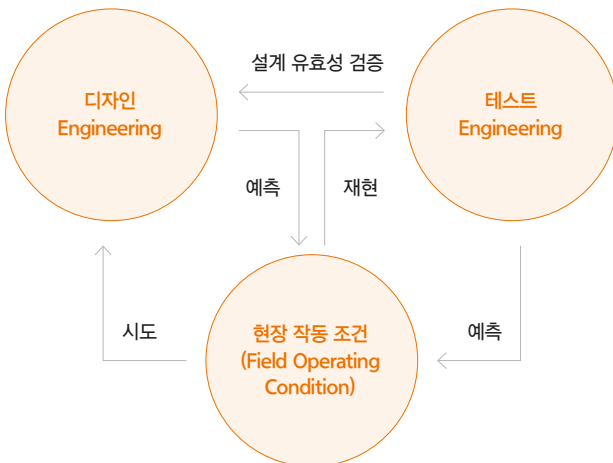 설계 유효성 검증
디자인
Engineering
테스트
Engineering
예측
재현
시도
현장 작동 조건
(Field Operating
Condition)
예측